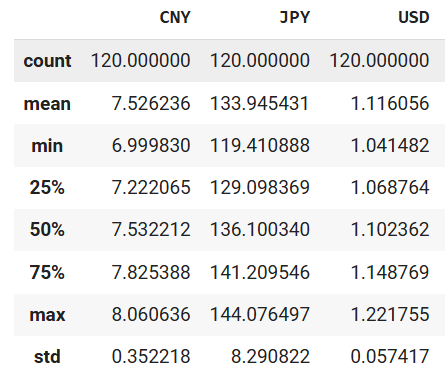 CNY JPY USD
count 120.000000 120.000000 120.000000
mean 7.526236 133.945431 1.116056
min 6.999830 119.410888 1.041482
25% 7.222065 129.098369 1.068764
50% 7.532212 136.100340 1.102362
75% 7.825388 141.209546 1.148769
max 8.060636 144.076497 1.221755
std 0.352218 8.290822 0.057417